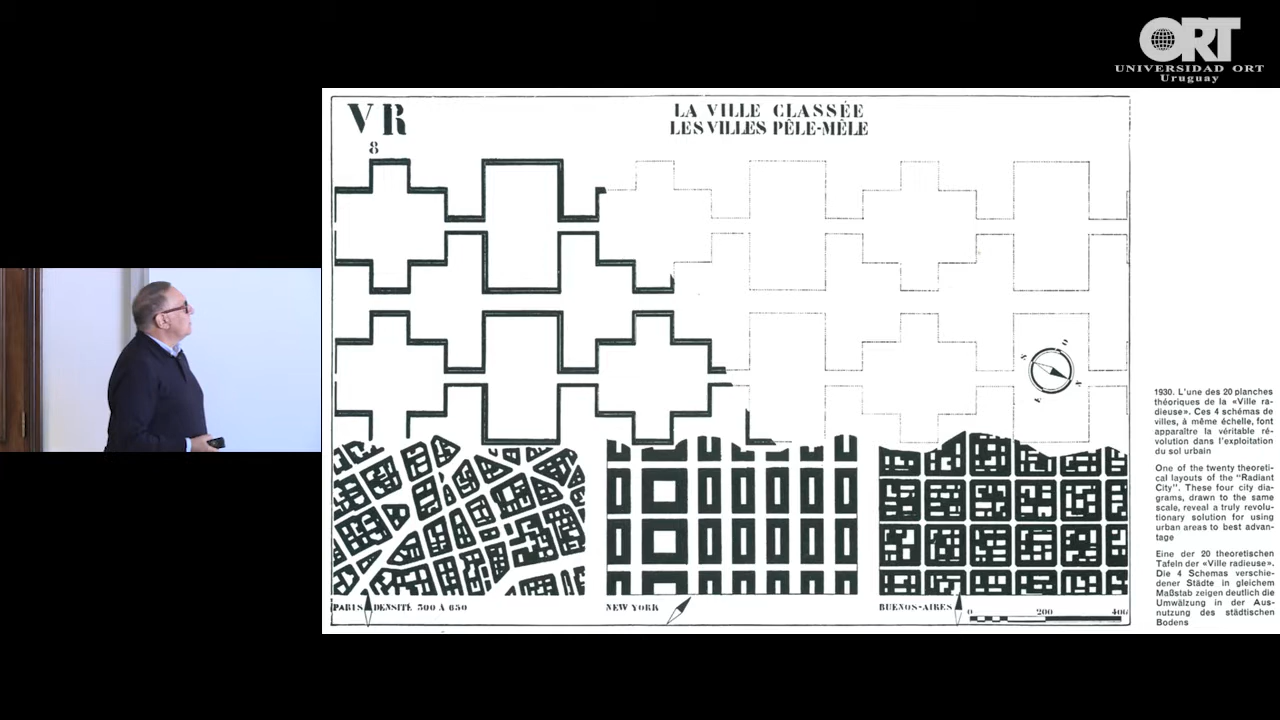 ORT
UNIVERSIDAD ORT
Uruguay
VR
8
LA VILLE CLASSÉE
LES VILLES PÊLE-MÊLE
1930. L'une des 20 planches
théoriques de la «Ville ra-
dieuse». Ces 4 schémas de
villes, à même échelle, font
apparaître la véritable ré-
volution dans l'exploitation
du sol urbain
One of the twenty theoreti-
cal layouts of the "Radiant
City". These four city dia-
grams, drawn to the same
scale, reveal a truly revolu-
tionary solution for using
urban areas to best advan-
tage
Eine der 20 theoretischen
Tafeln der «Ville radieuse».
Die 4 Schemas verschie-
dener Städte in gleichem
Maßstab zeigen deutlich die
Umwälzung in der Aus-
nutzung des städtischen
Bodens
PARIS DENSITÉ 300 À 650
NEW YORK
BUENOS-AIRES
0 200 400